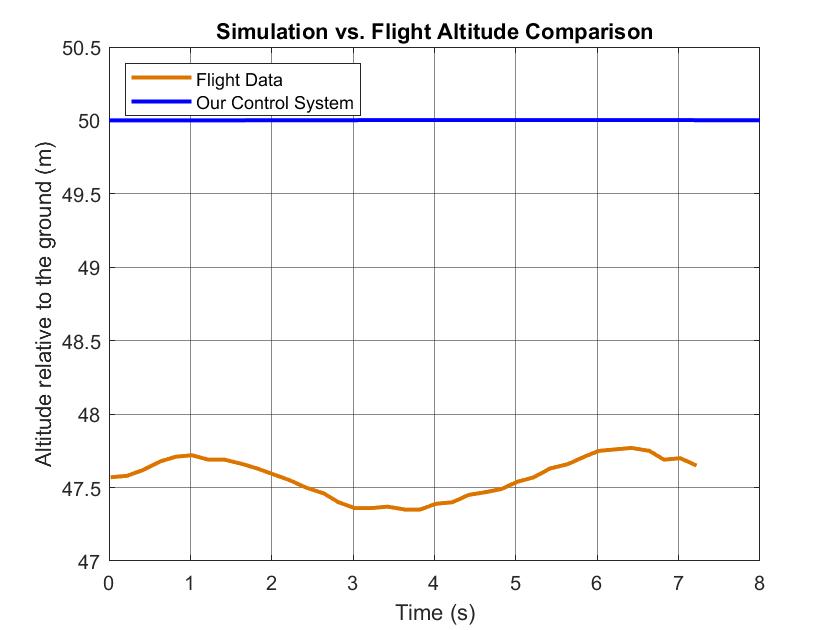 Simulation vs. Flight Altitude Comparison
50.5
50
49.5
49
48.5
48
47.5
47
Altitude relative to the ground (m)
Flight Data
Our Control System
0 1 2 3 4 5 6 7 8
Time (s)